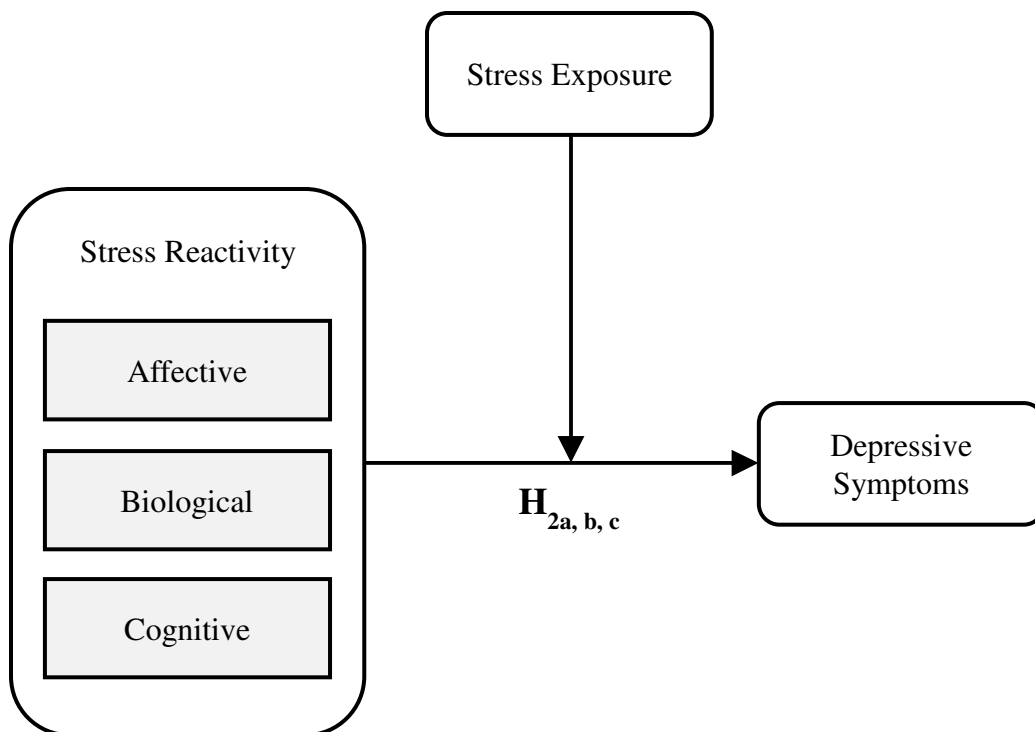 Stress Exposure
Stress Reactivity
Affective
Biological
Cognitive
H2a, b, c
Depressive
Symptoms